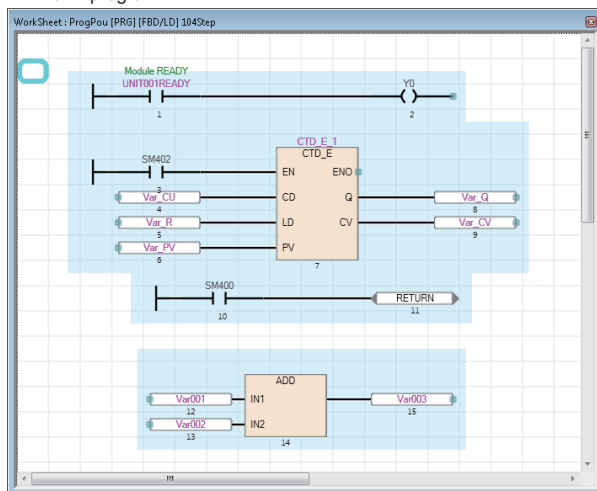 WorkSheet : ProgPou [PRG] [FBD/LD] 104Step
Module READY
UNIT001READY
Y0
1
2
CTD_E_1
CTD_E
SM402
EN
ENO
3
Var_CU
CD
Q
Var_Q
4
8
Var_R
LD
CV
Var_CV
5
9
Var_PV
PV
6
7
SM400
RETURN
10
11
ADD
Var001
IN1
Var003
12
15
Var002
IN2
13
14